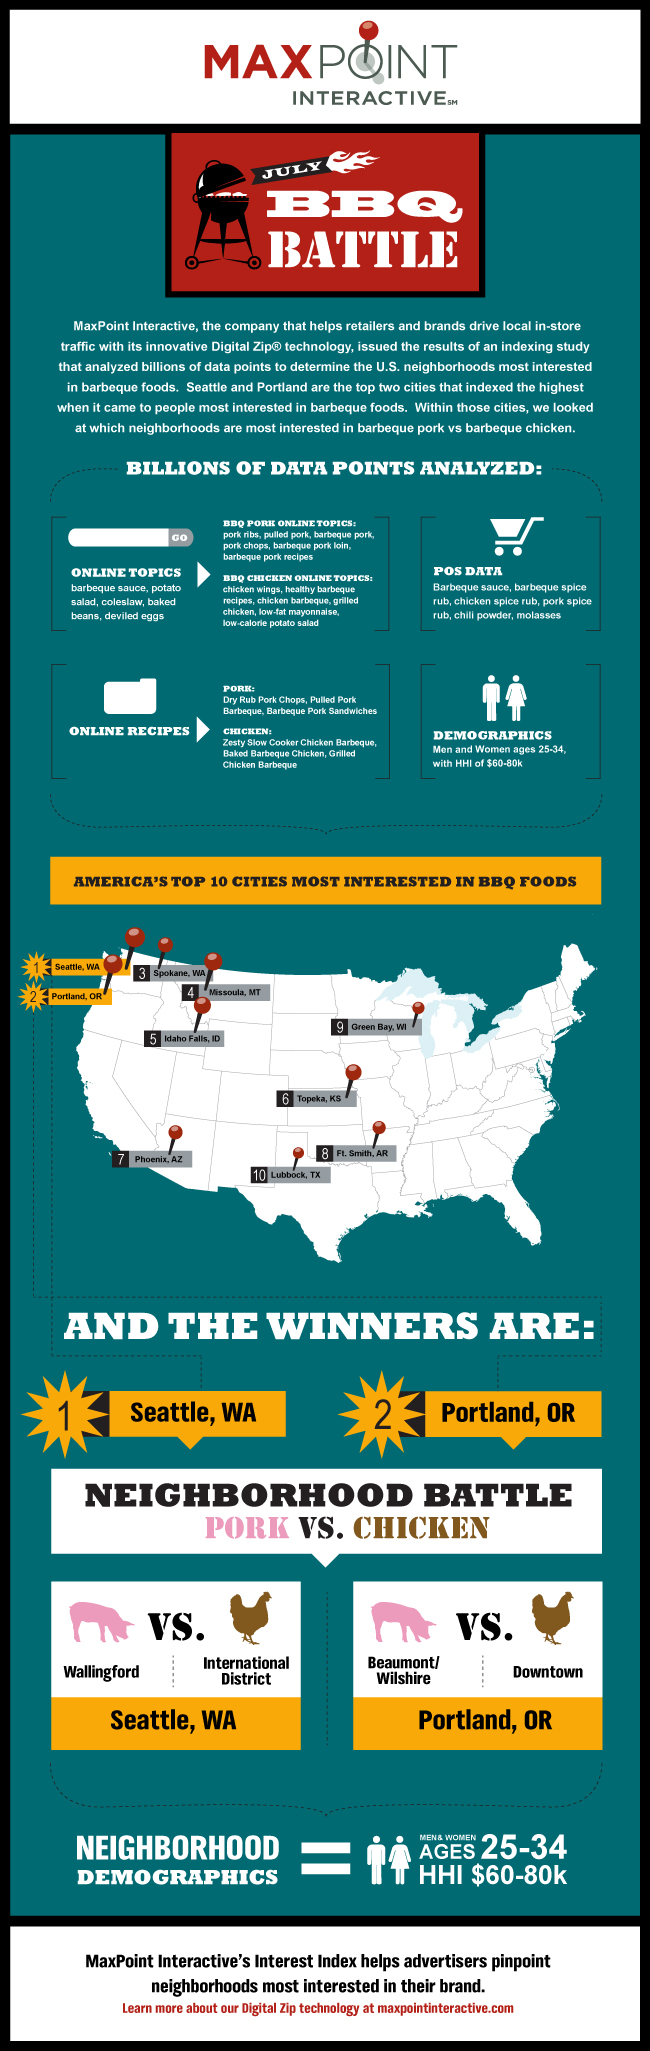 MAXPOINT
INTERACTIVE SM
JULY
BBQ
BATTLE
MaxPoint Interactive, the company that helps retailers and brands drive local in-store
traffic with its innovative Digital Zip® technology, issued the results of an indexing study
that analyzed billions of data points to determine the U.S. neighborhoods most interested
in barbeque foods. Seattle and Portland are the top two cities that indexed the highest
when it came to people most interested in barbeque foods. Within those cities, we looked
at which neighborhoods are most interested in barbeque pork vs barbeque chicken.
BILLIONS OF DATA POINTS ANALYZED:
GO
ONLINE TOPICS
barbeque sauce, potato
salad, coleslaw, baked
beans, deviled eggs
BBQ PORK ONLINE TOPICS:
pork ribs, pulled pork, barbeque pork,
pork chops, barbeque pork loin,
barbeque pork recipes
BBQ CHICKEN ONLINE TOPICS:
chicken wings, healthy barbeque
recipes, chicken barbeque, grilled
chicken, low-fat mayonnaise,
low-calorie potato salad
POS DATA
Barbeque sauce, barbeque spice
rub, chicken spice rub, pork spice
rub, chili powder, molasses
ONLINE RECIPES
PORK:
Dry Rub Pork Chops, Pulled Pork
Barbeque, Barbeque Pork Sandwiches
CHICKEN:
Zesty Slow Cooker Chicken Barbeque,
Baked Barbeque Chicken, Grilled
Chicken Barbeque
DEMOGRAPHICS
Men and Women ages 25-34,
with HHI of $60-80k
AMERICA'S TOP 10 CITIES MOST INTERESTED IN BBQ FOODS
1 Seattle, WA
2 Portland, OR
3 Spokane, WA
4 Missoula, MT
5 Idaho Falls, ID
9 Green Bay, WI
6 Topeka, KS
7 Phoenix, AZ
8 Ft. Smith, AR
10 Lubbock, TX
AND THE WINNERS ARE:
1 Seattle, WA
2 Portland, OR
NEIGHBORHOOD BATTLE
PORK VS. CHICKEN
VS.
Wallingford
International
District
Seattle, WA
VS.
Beaumont/
Wilshire
Downtown
Portland, OR
NEIGHBORHOOD
DEMOGRAPHICS
=
MEN & WOMEN
AGES 25-34
HHI $60-80k
MaxPoint Interactive's Interest Index helps advertisers pinpoint
neighborhoods most interested in their brand.
Learn more about our Digital Zip technology at maxpointinteractive.com